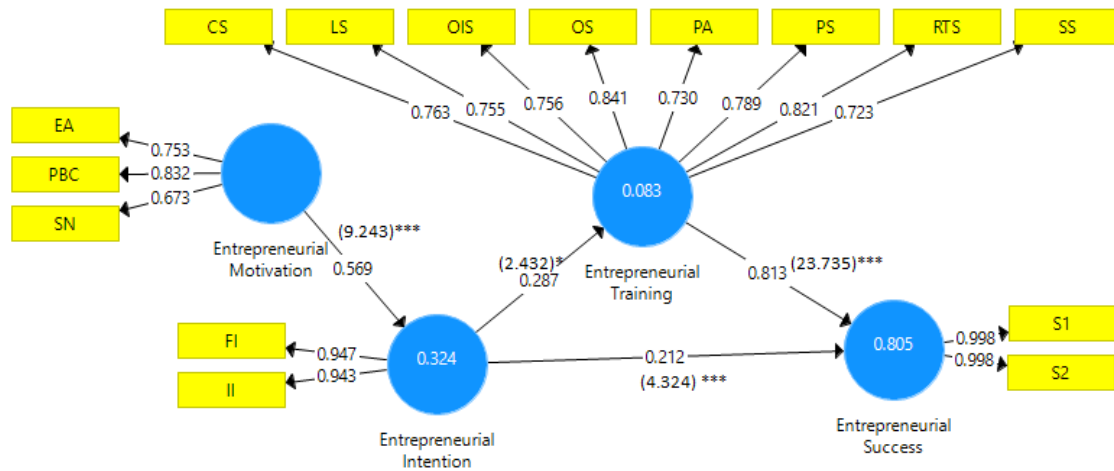 CS LS OIS OS PA PS RTS SS
0.763 0.755 0.756 0.841 0.730 0.789 0.821 0.723
EA
PBC
SN
0.753
0.832
0.673
Entrepreneurial
Motivation
(9.243)***
0.569
0.083
Entrepreneurial
Training
(2.432)*
0.287
(23.735)***
0.813
FI
II
0.947
0.943
0.324
Entrepreneurial
Intention
0.212
(4.324) ***
0.805
Entrepreneurial
Success
0.998
0.998
S1
S2